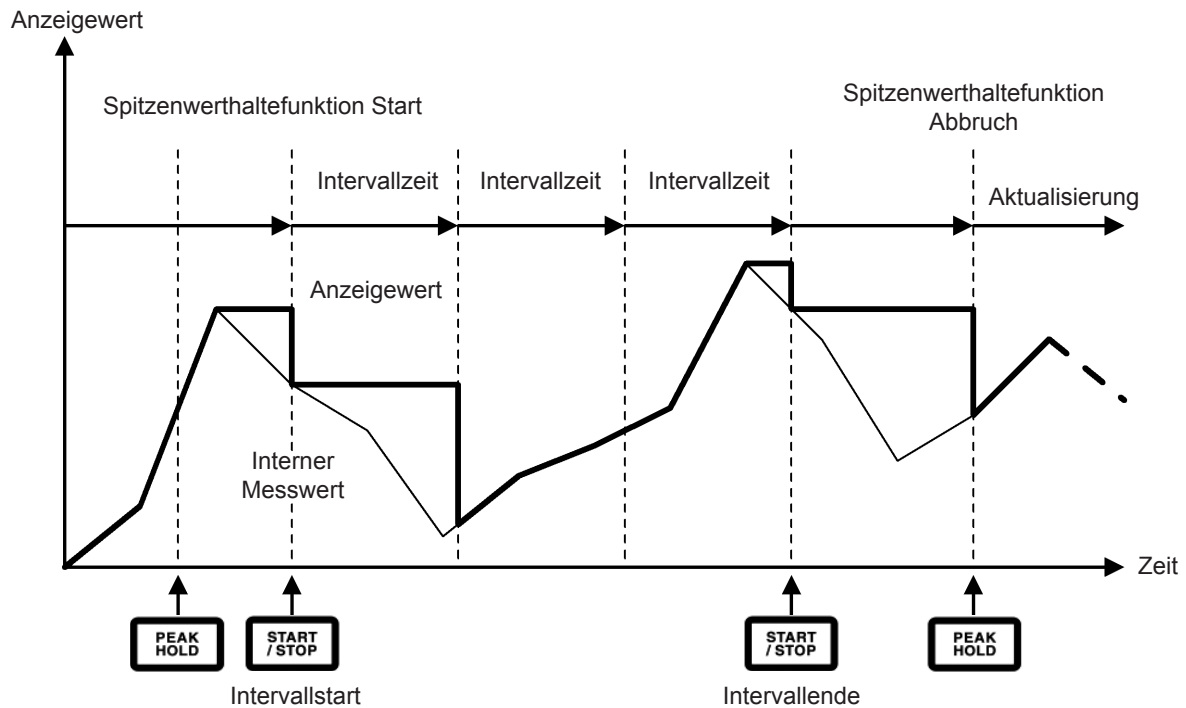 Anzeigewert
Spitzenwerthaltefunktion Start
Spitzenwerthaltefunktion
Abbruch
Intervallzeit
Intervallzeit
Intervallzeit
Aktualisierung
Anzeigewert
Interner
Messwert
Zeit
PEAK
HOLD
START
/ STOP
START
/ STOP
PEAK
HOLD
Intervallstart
Intervallende